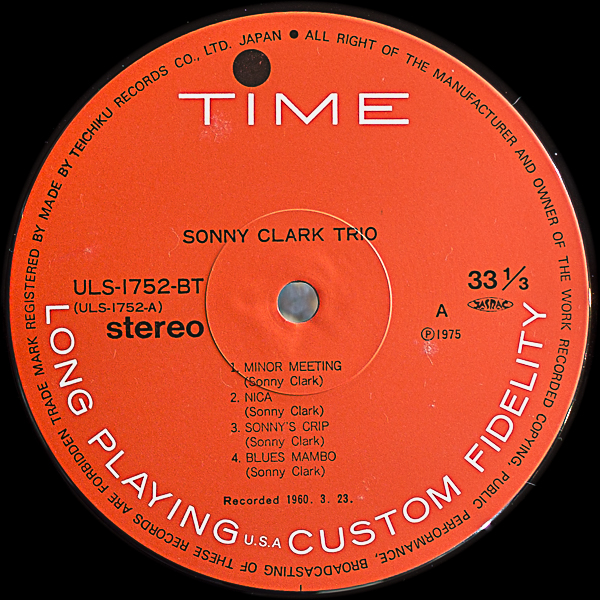 TRADE MARK REGISTERED BY MADE BY TEICHIKU RECORDS CO., LTD. JAPAN ● ALL RIGHT OF THE MANUFACTURER AND OWNER OF THE WORK RECORDED COPYING, PUBLIC PERFORMANCE, BROADCASTING OF THESE RECORDS ARE FORBIDDEN
TIME
SONNY CLARK TRIO
ULS-1752-BT
(ULS-1752-A)
stereo
33 1/3
JASRAC
A
Ⓟ1975
1. MINOR MEETING
(Sonny Clark)
2. NICA
(Sonny Clark)
3. SONNY'S CRIP
(Sonny Clark)
4. BLUES MAMBO
(Sonny Clark)
Recorded 1960. 3. 23.
LONG PLAYING U.S.A CUSTOM FIDELITY